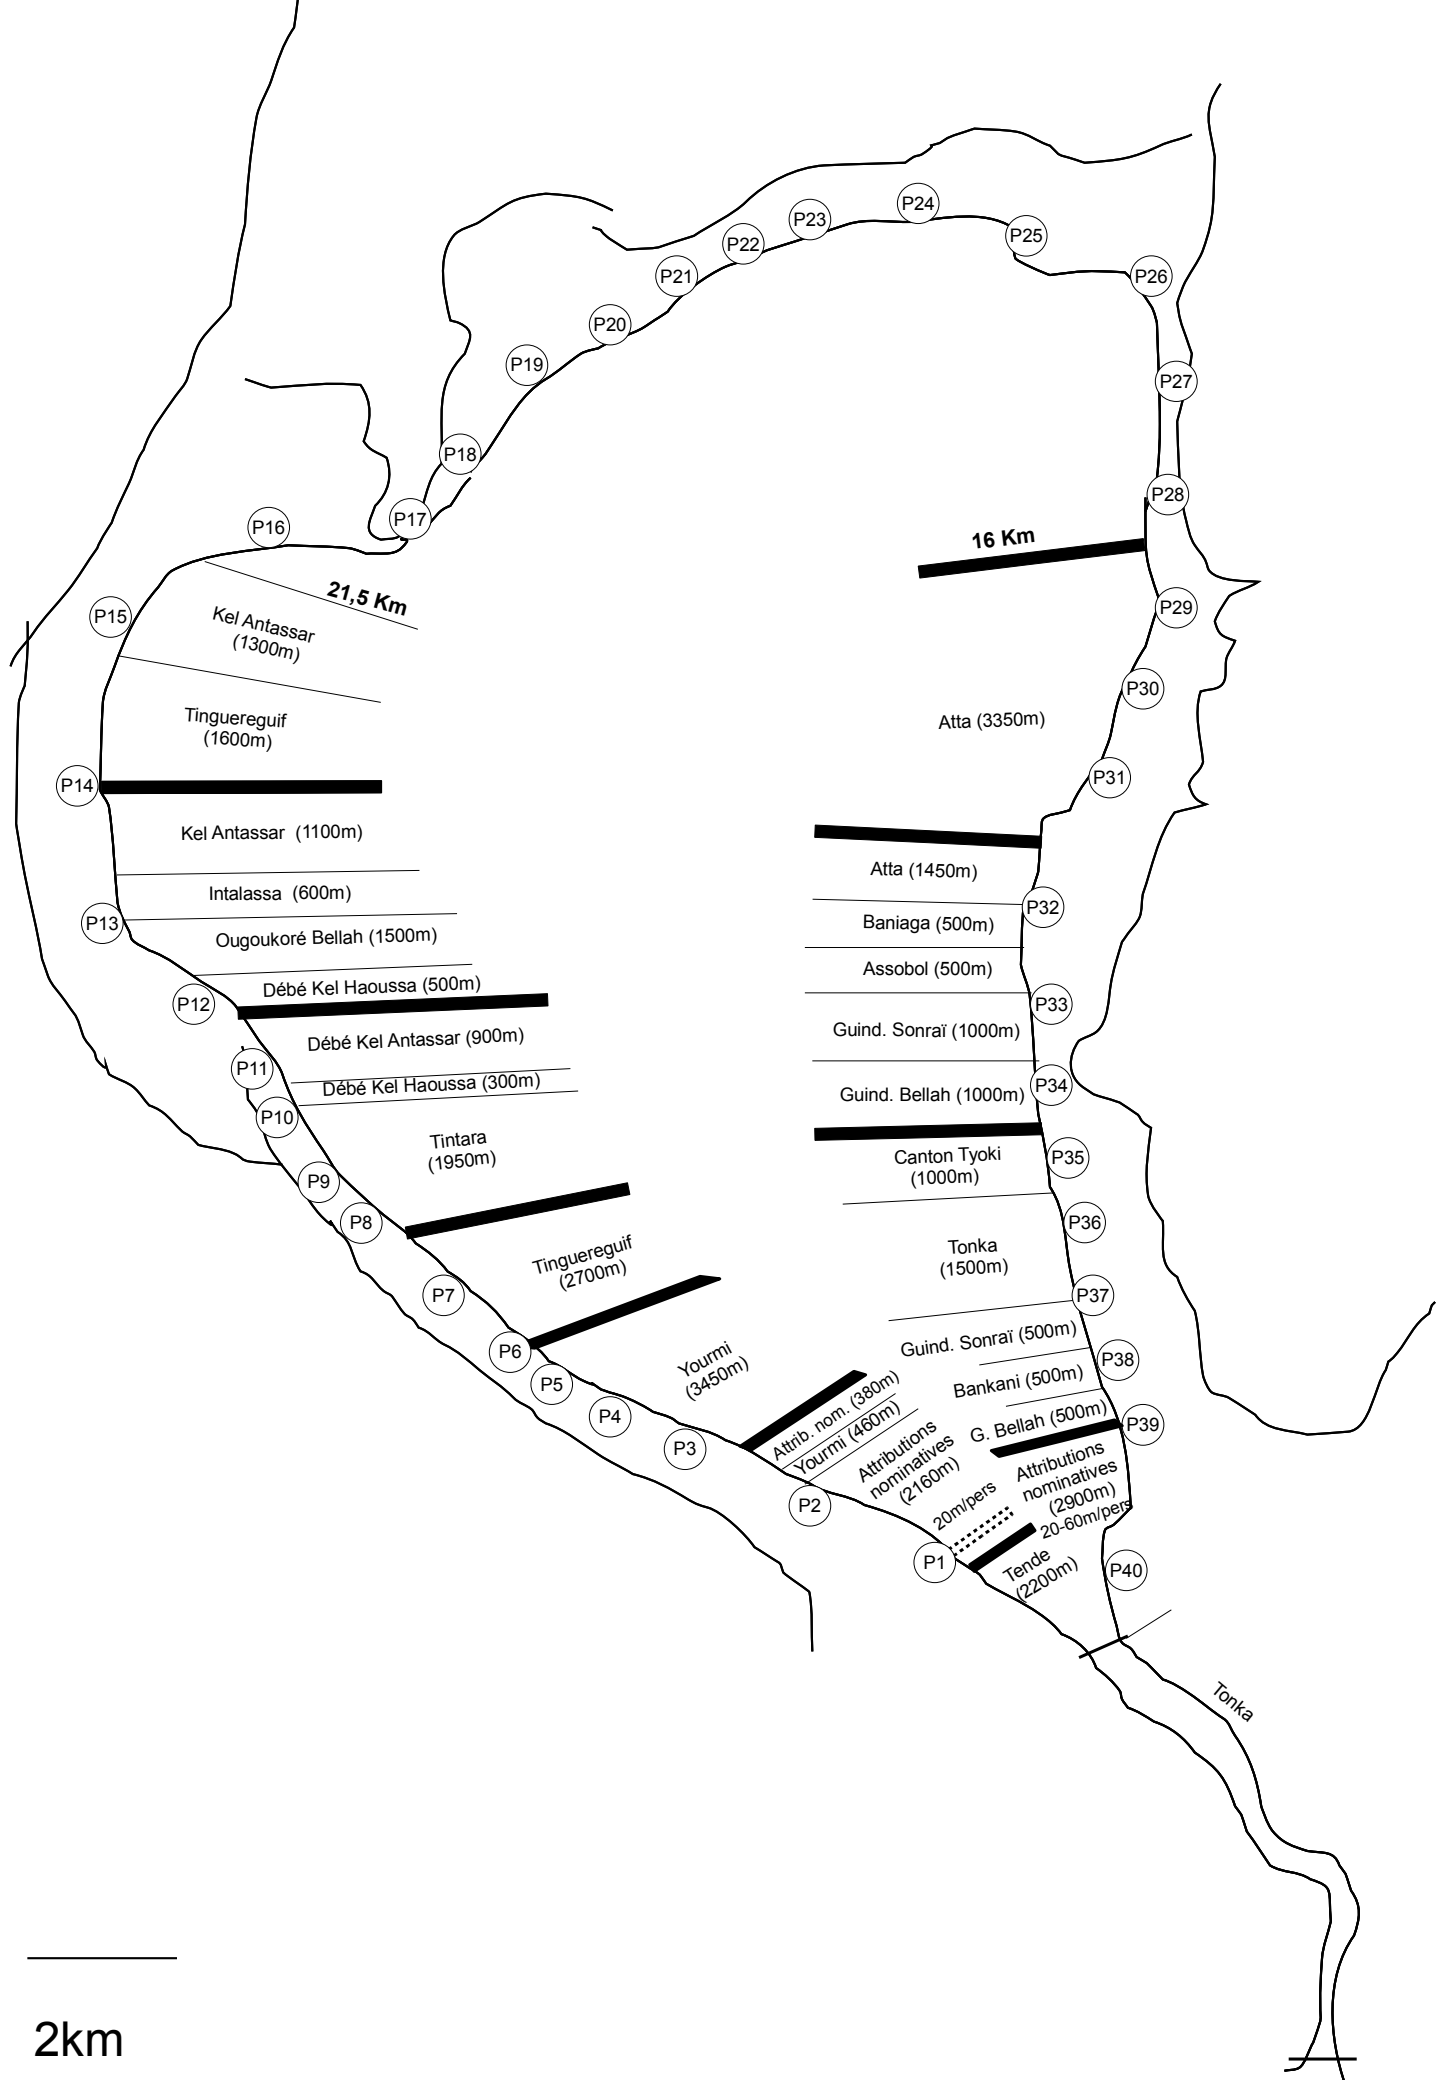 P24
P23
P25
P22
P21
P26
P20
P19
P27
P18
P28
P17
P16
16 Km
21,5 Km
P15
Kel Antassar
(1300m)
P29
P30
Tinguereguif
(1600m)
Atta (3350m)
P14
P31
Kel Antassar (1100m)
Atta (1450m)
Intalassa (600m)
P32
P13
Baniaga (500m)
Ougoukoré Bellah (1500m)
Assobol (500m)
Débé Kel Haoussa (500m)
P12
P33
Débé Kel Antassar (900m)
Guind. Sonraï (1000m)
P11
Débé Kel Haoussa (300m)
P34
Guind. Bellah (1000m)
P10
Tintara
(1950m)
Canton Tyoki
(1000m)
P35
P9
P8
P36
Tinguereguif
(2700m)
Tonka
(1500m)
P7
P37
Guind. Sonraï (500m)
P6
Yourmi
(3450m)
P38
P5
Bankani (500m)
P4
Attrib. nom. (380m)
G. Bellah (500m)
P39
P3
Yourmi (460m)
Attributions
nominatives
(2160m)
Attributions
nominatives
(2900m)
20-60m/pers
P2
20m/pers
P1
Tende
(2200m)
P40
Tonka
2km